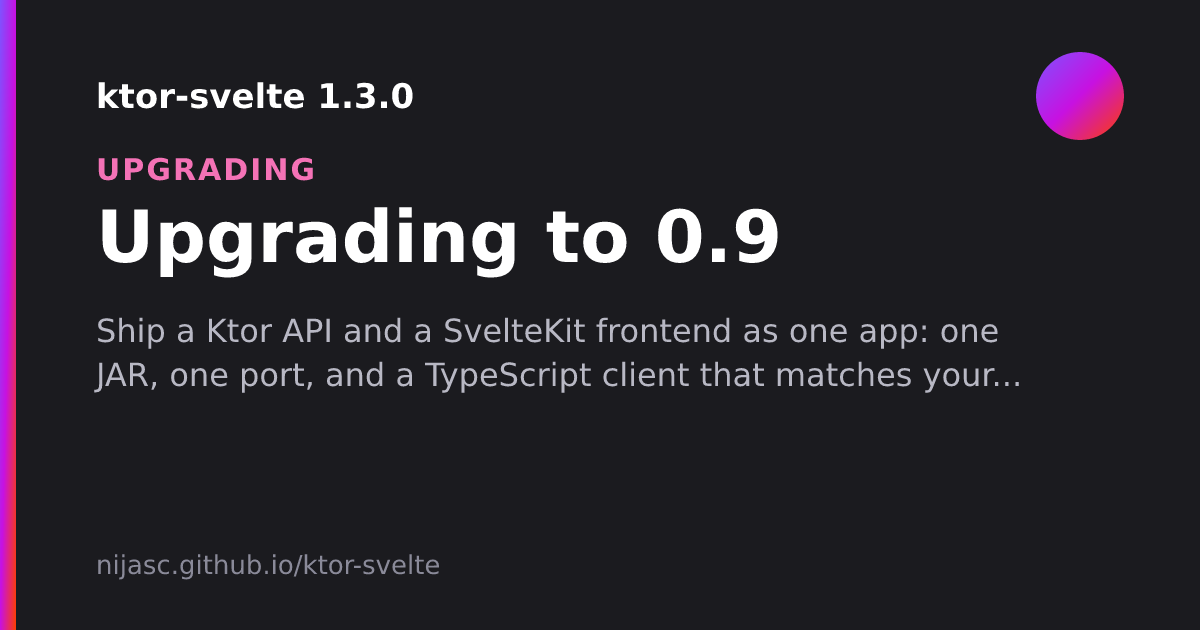 ktor-svelte 1.3.0
UPGRADING
Upgrading to 0.9
Ship a Ktor API and a SvelteKit frontend as one app: one
JAR, one port, and a TypeScript client that matches your...
nijasc.github.io/ktor-svelte